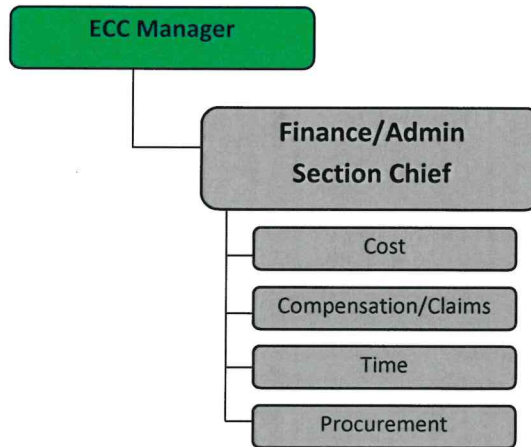 ECC Manager
Finance/Admin
Section Chief
Cost
Compensation/Claims
Time
Procurement